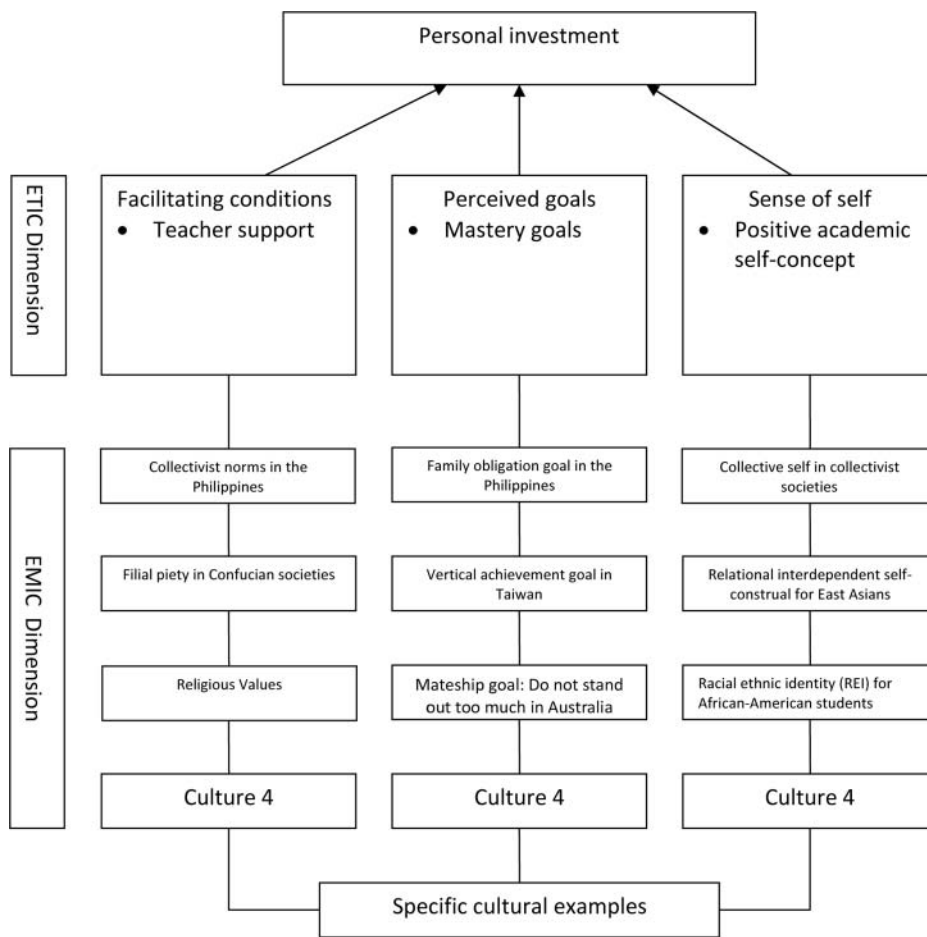 Personal investment
ETIC Dimension
Facilitating conditions
• Teacher support
Perceived goals
• Mastery goals
Sense of self
• Positive academic
self-concept
EMIC Dimension
Collectivist norms in the
Philippines
Family obligation goal in the
Philippines
Collective self in collectivist
societies
Filial piety in Confucian societies
Vertical achievement goal in
Taiwan
Relational interdependent self-
construal for East Asians
Religious Values
Mateship goal: Do not stand
out too much in Australia
Racial ethnic identity (REI) for
African-American students
Culture 4
Culture 4
Culture 4
Specific cultural examples